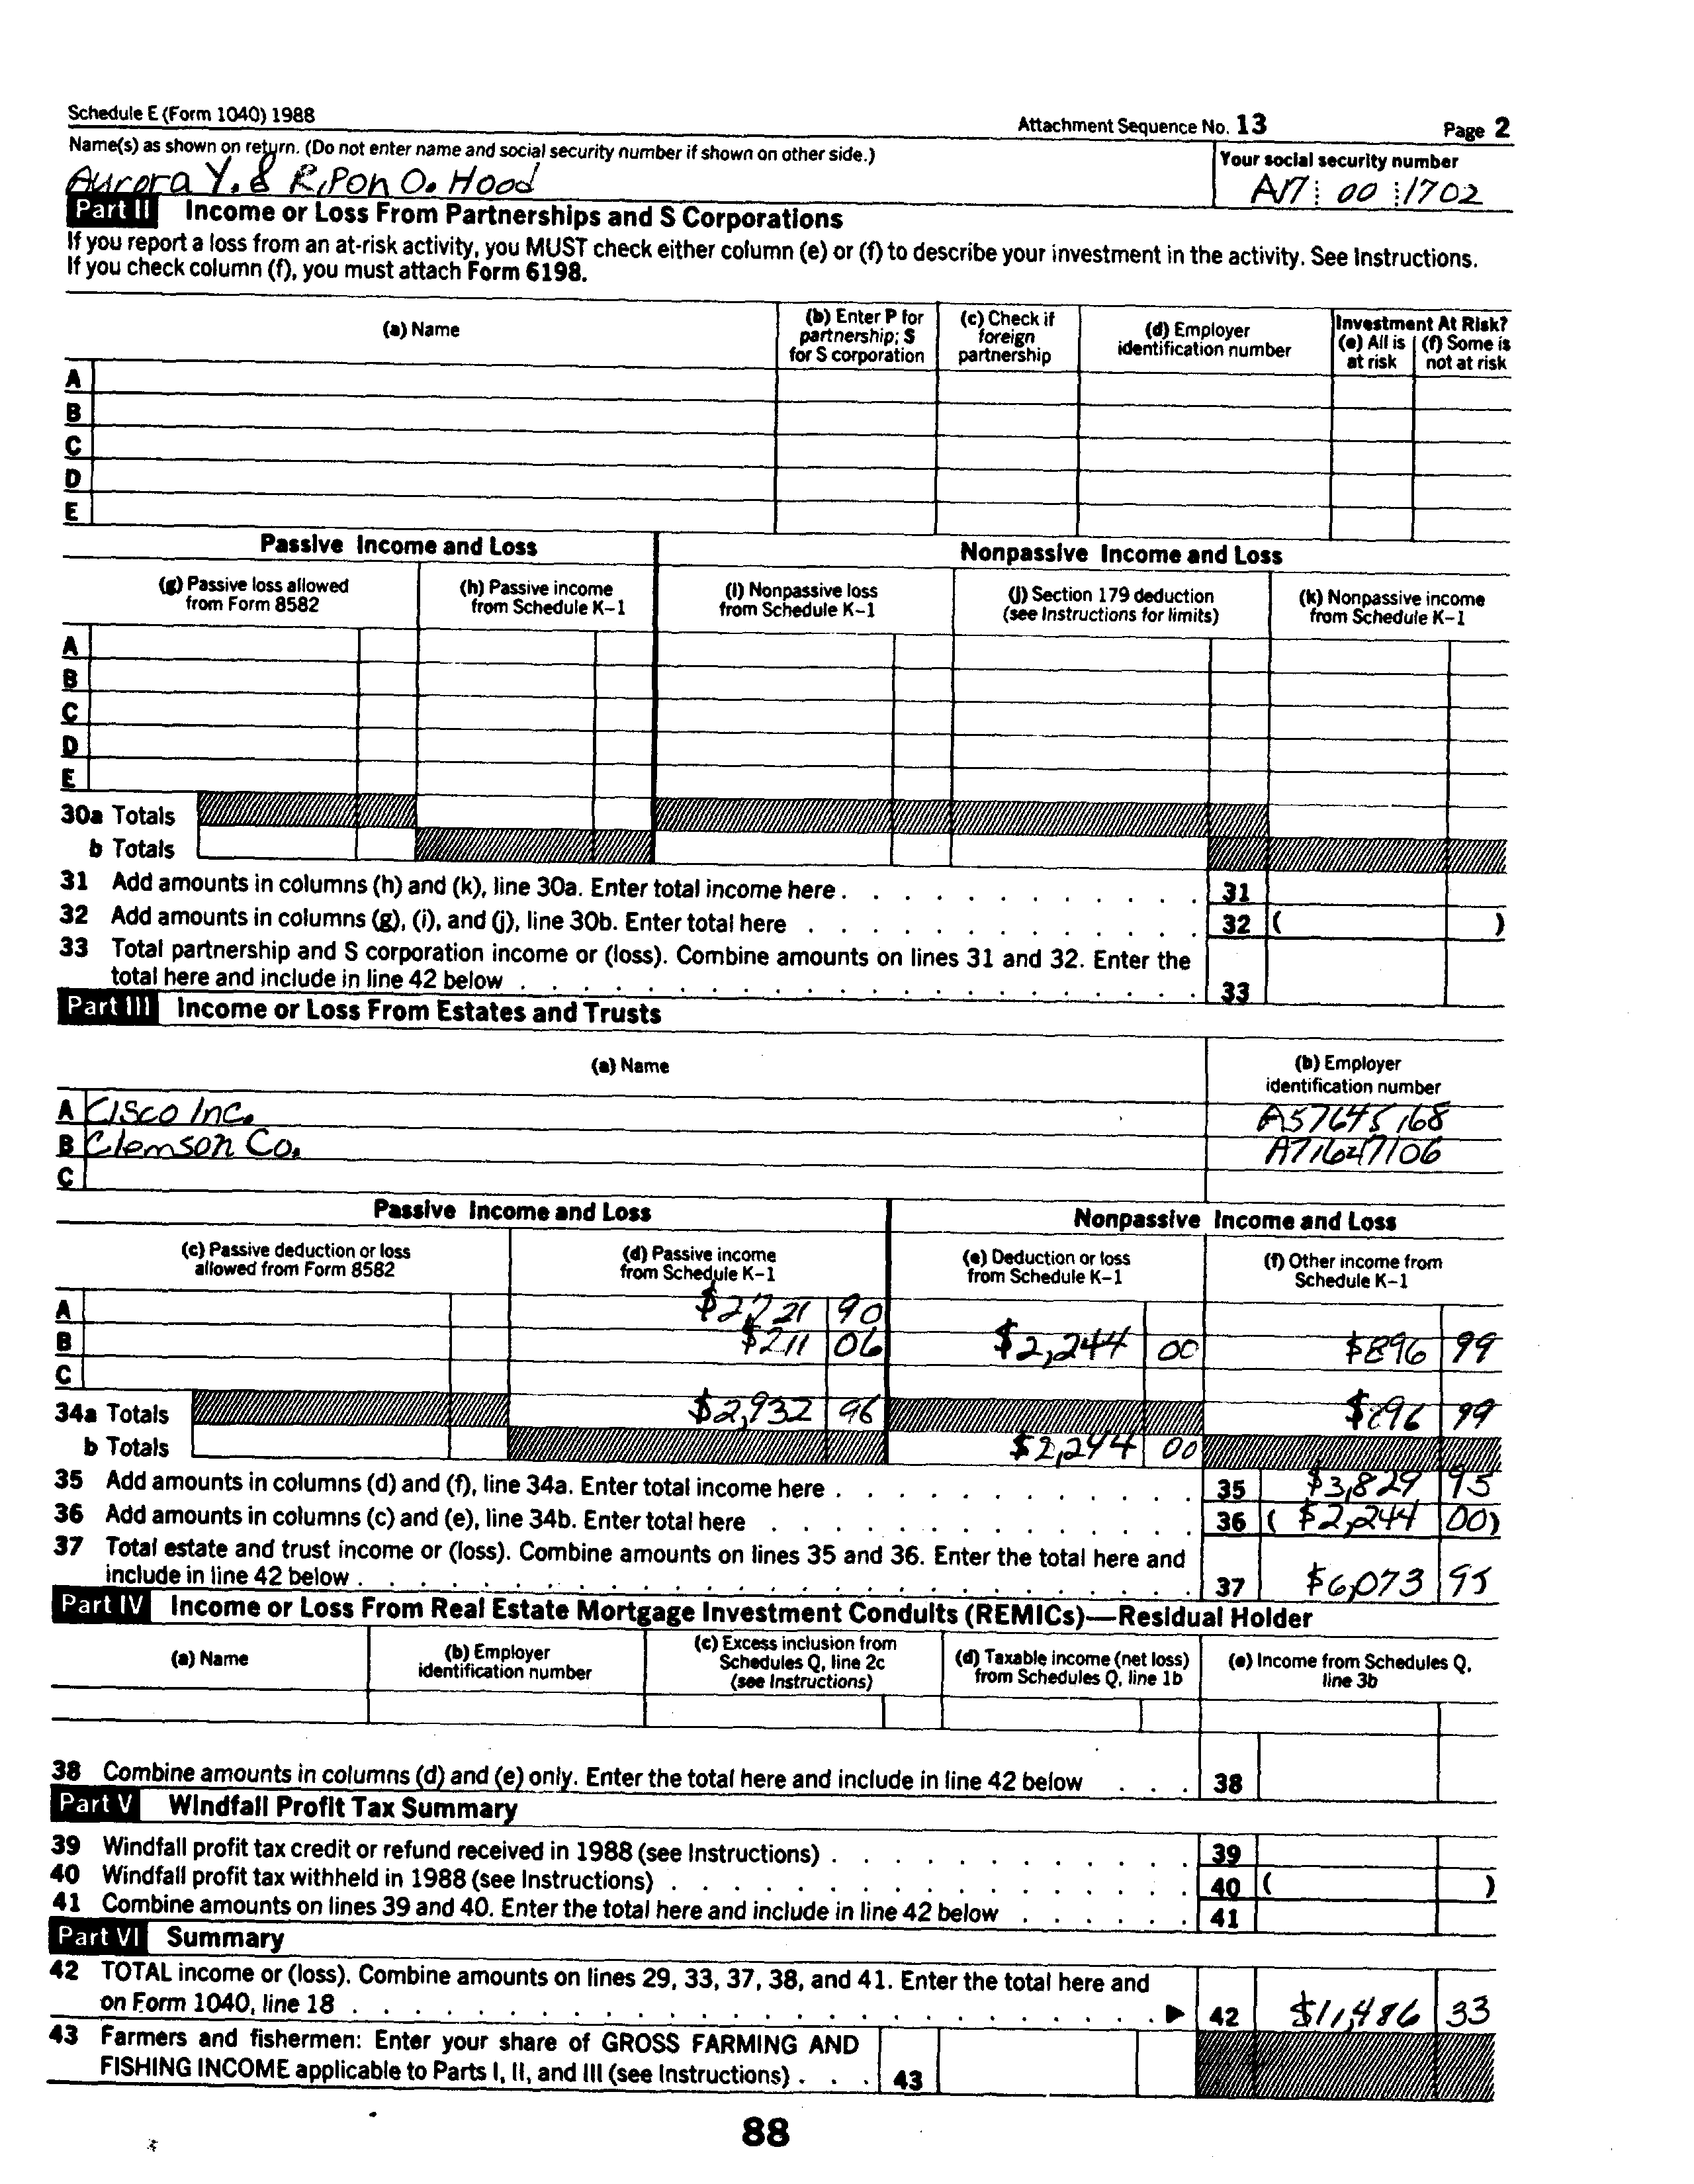 Schedule E (Form 1040) 1988
Attachment Sequence No. 13
Page 2
Name(s) as shown on return. (Do not enter name and social security number if shown on other side.)
Your social security number
Aurora Y. & Ripon O. Hood
A17 00 1702
Part II Income or Loss From Partnerships and S Corporations
If you report a loss from an at-risk activity, you MUST check either column (e) or (f) to describe your investment in the activity. See Instructions.
If you check column (f), you must attach Form 6198.
(a) Name
(b) Enter P for partnership; S for S corporation
(c) Check if foreign partnership
(d) Employer identification number
Investment At Risk?
(e) All is at risk
(f) Some is not at risk
A
B
C
D
E
Passive Income and Loss
Nonpassive Income and Loss
(g) Passive loss allowed from Form 8582
(h) Passive income from Schedule K–1
(i) Nonpassive loss from Schedule K–1
(j) Section 179 deduction (see Instructions for limits)
(k) Nonpassive income from Schedule K–1
A
B
C
D
E
30a Totals
b Totals
31 Add amounts in columns (h) and (k), line 30a. Enter total income here . . . . . . . . . . . . 31
32 Add amounts in columns (g), (i), and (j), line 30b. Enter total here . . . . . . . . . . . . . 32 ( )
33 Total partnership and S corporation income or (loss). Combine amounts on lines 31 and 32. Enter the
total here and include in line 42 below . . . . . . . . . . . . . . . . . . . . . . 33
Part III Income or Loss From Estates and Trusts
(a) Name
(b) Employer identification number
A Cisco Inc. A57645168
B Clemson Co.
C
Passive Income and Loss
Nonpassive Income and Loss
(c) Passive deduction or loss allowed from Form 8582
(d) Passive income from Schedule K–1
(e) Deduction or loss from Schedule K–1
(f) Other income from Schedule K–1
A $2,721 90
B $211 06 $2,244 00 $896 99
C
34a Totals $2,932 96 $896 99
b Totals $2,244 00
35 Add amounts in columns (d) and (f), line 34a. Enter total income here . . . . . . . . . . . . 35 $3,829 95
36 Add amounts in columns (c) and (e), line 34b. Enter total here . . . . . . . . . . . . . . 36 ( $2,244 00)
37 Total estate and trust income or (loss). Combine amounts on lines 35 and 36. Enter the total here and
include in line 42 below . . . . . . . . . . . . . . . . . . . . . . . . . . . 37 $6,073 95
Part IV Income or Loss From Real Estate Mortgage Investment Conduits (REMICs)—Residual Holder
(a) Name
(b) Employer identification number
(c) Excess inclusion from Schedules Q, line 2c (see Instructions)
(d) Taxable income (net loss) from Schedules Q, line 1b
(e) Income from Schedules Q, line 3b
38 Combine amounts in columns (d) and (e) only. Enter the total here and include in line 42 below . . . 38
Part V Windfall Profit Tax Summary
39 Windfall profit tax credit or refund received in 1988 (see Instructions) . . . . . . . . . . . . 39
40 Windfall profit tax withheld in 1988 (see Instructions) . . . . . . . . . . . . . . . . . 40 ( )
41 Combine amounts on lines 39 and 40. Enter the total here and include in line 42 below . . . . . . 41
Part VI Summary
42 TOTAL income or (loss). Combine amounts on lines 29, 33, 37, 38, and 41. Enter the total here and
on Form 1040, line 18 . . . . . . . . . . . . . . . . . . . . . . . . . . ▶ 42 $11,486 33
43 Farmers and fishermen: Enter your share of GROSS FARMING AND
FISHING INCOME applicable to Parts I, II, and III (see Instructions) . . . 43
88